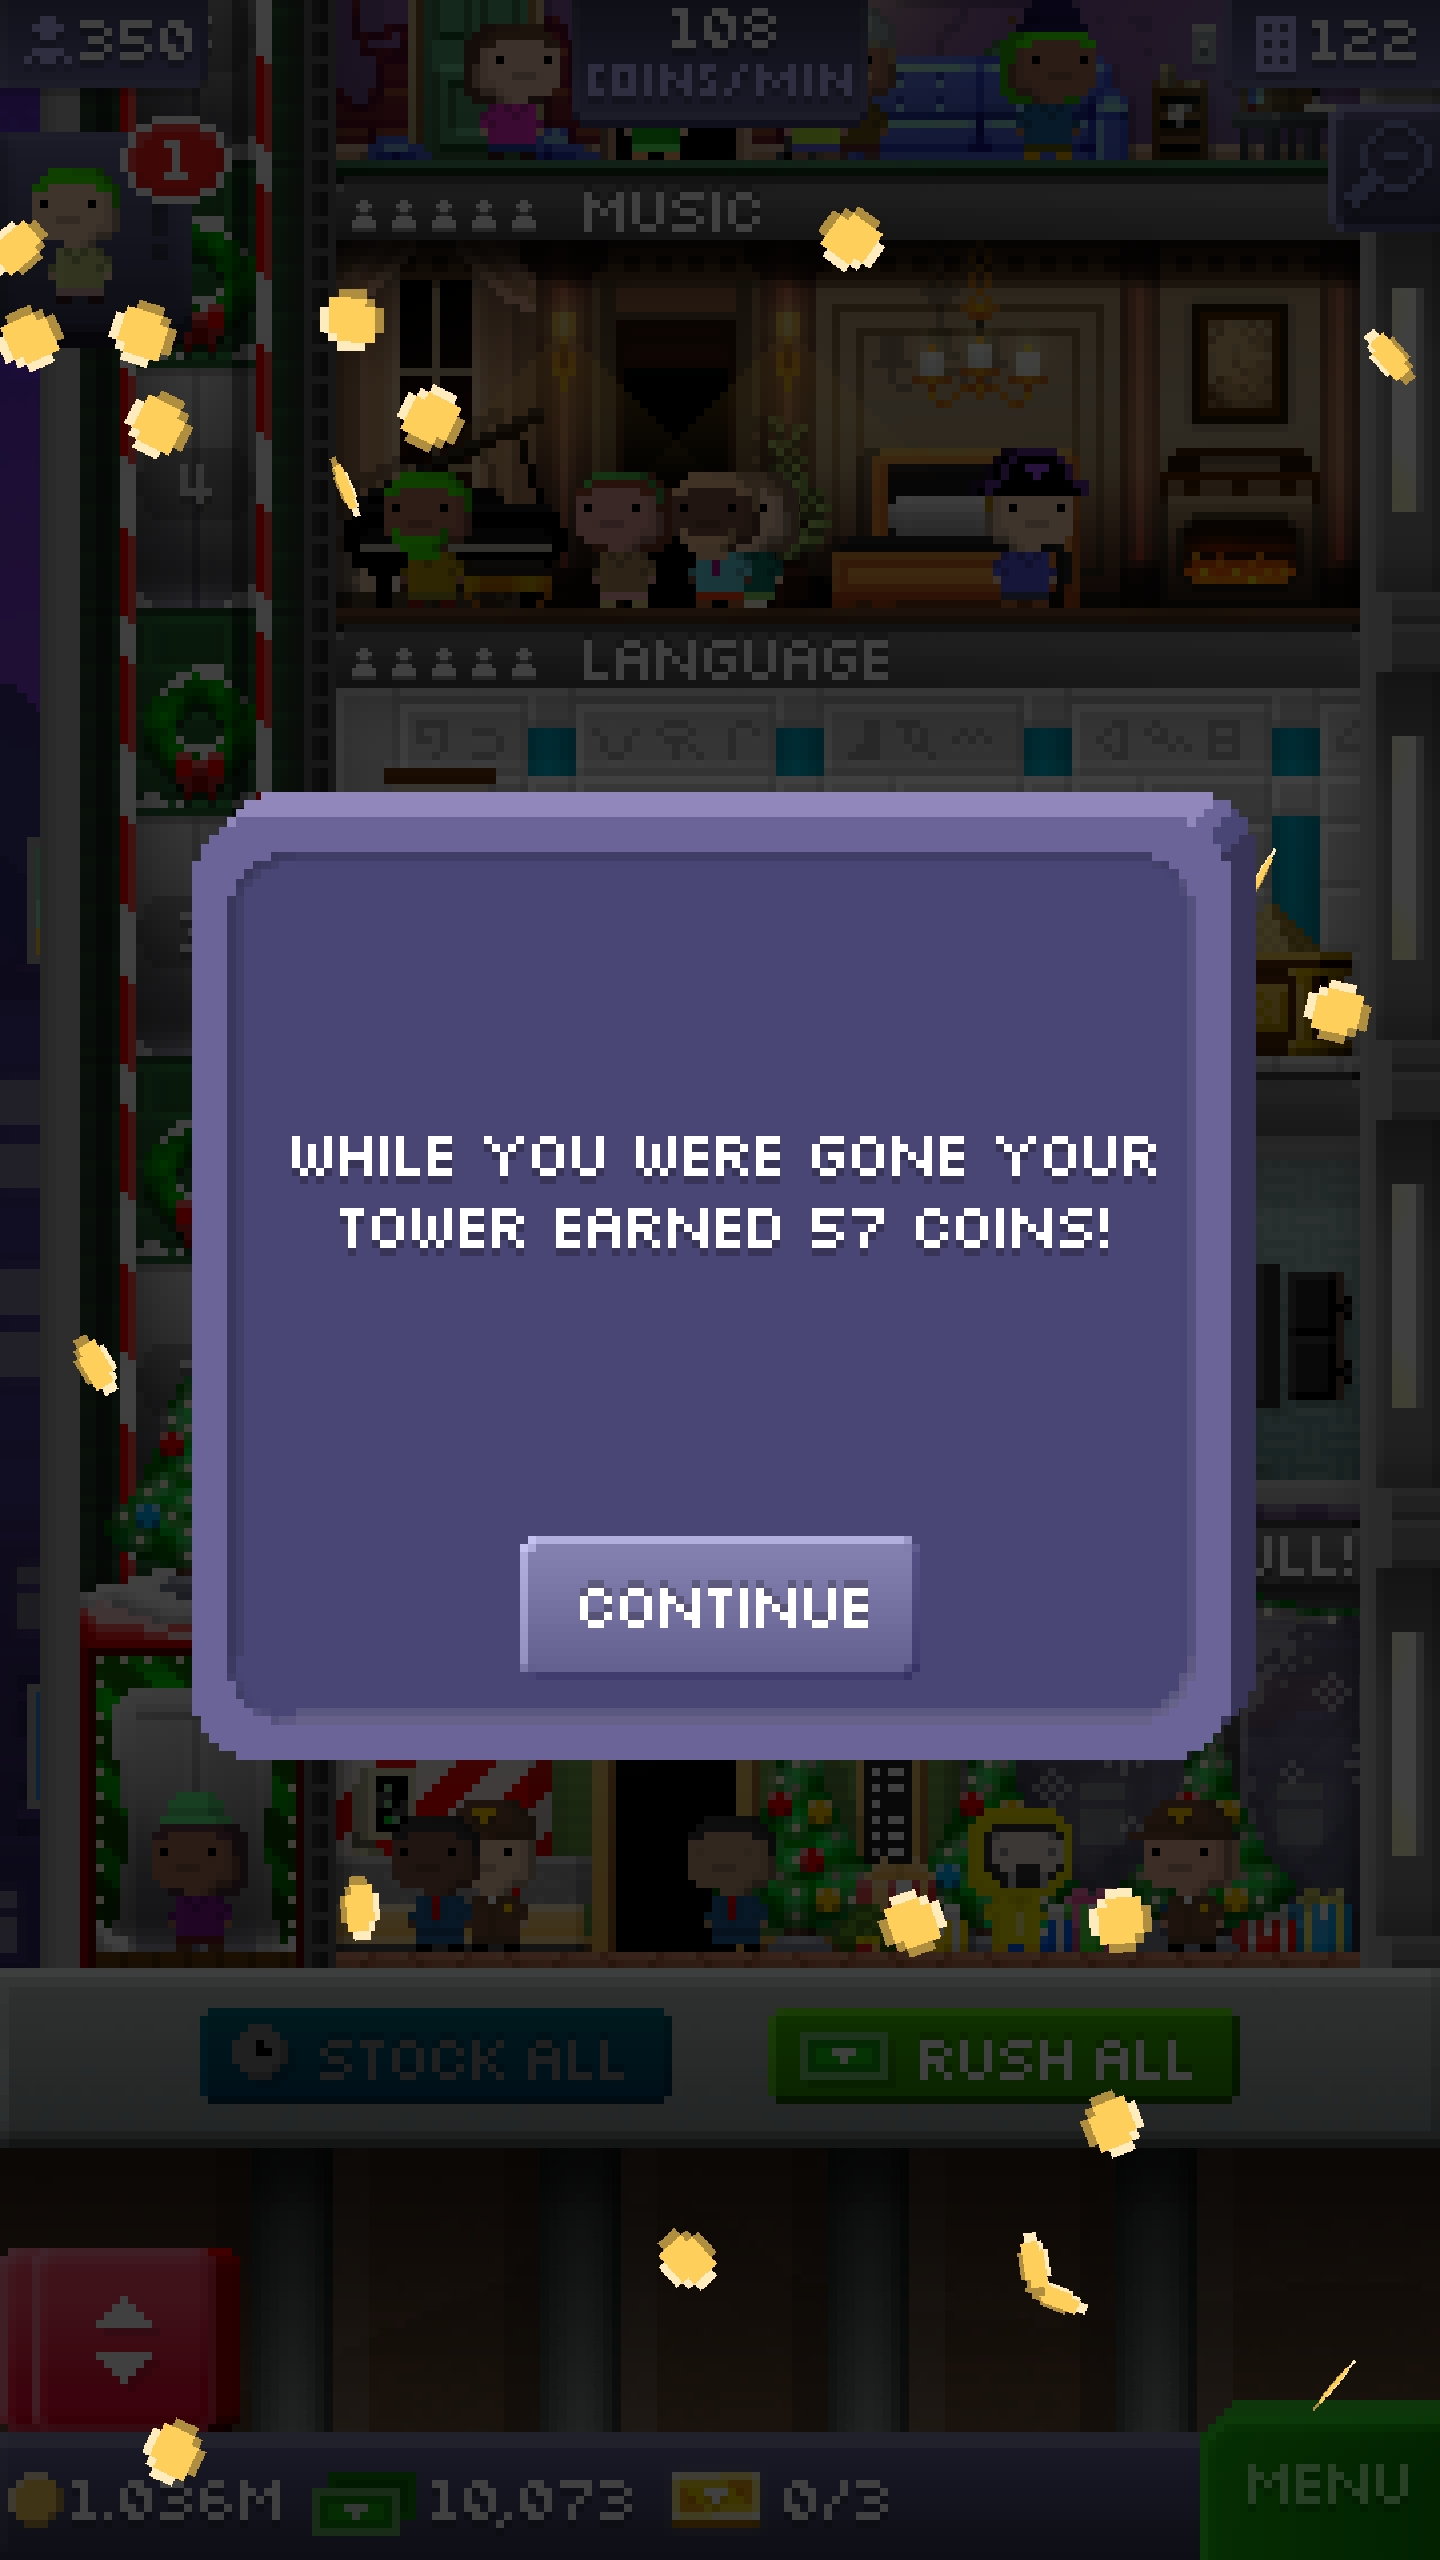 350
108
COINS/MIN
122
1
MUSIC
4
LANGUAGE
WHILE YOU WERE GONE YOUR
TOWER EARNED 57 COINS!
CONTINUE
STOCK ALL
RUSH ALL
1.036M
10,073
0/3
MENU